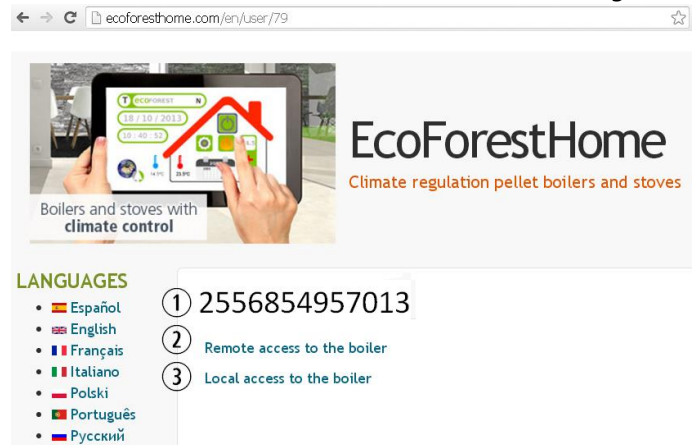 ecoforesthome.com/en/user/79
T ECOFOREST N
18 / 10 / 2013
10 : 40 : 52
Boilers and stoves with
climate control
EcoForestHome
Climate regulation pellet boilers and stoves
LANGUAGES
Español
English
Français
Italiano
Polski
Português
Русский
1 2556854957013
2 Remote access to the boiler
3 Local access to the boiler